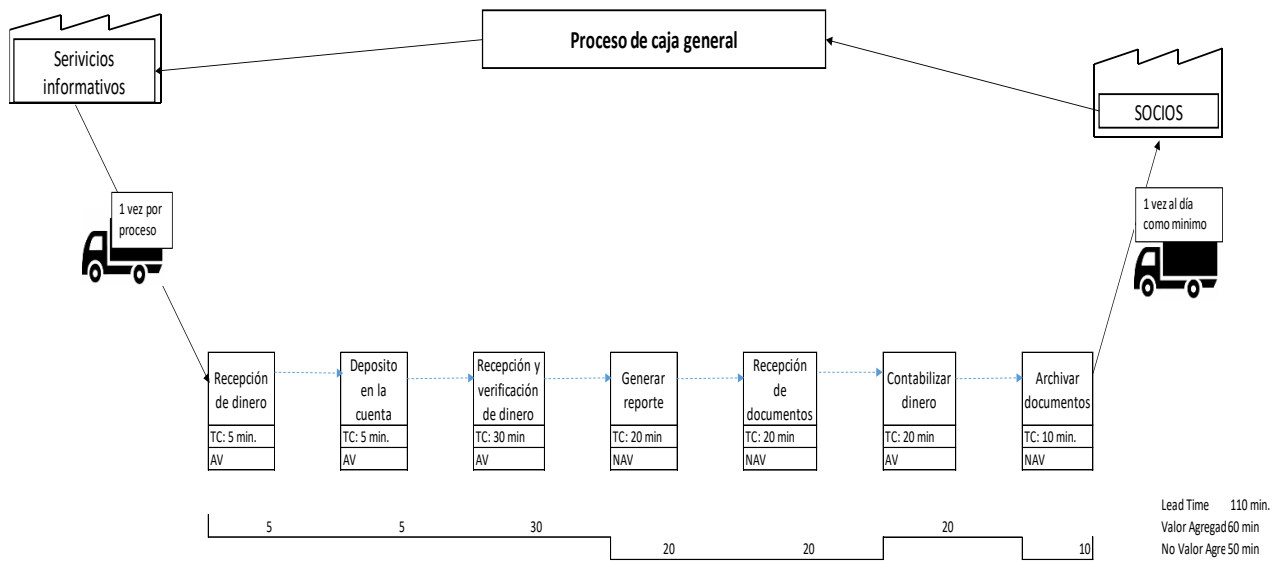 Proceso de caja general
Serivicios
informativos
SOCIOS
1 vez por
proceso
1 vez al día
como minimo
Recepción
de dinero
TC: 5 min.
AV
Deposito
en la
cuenta
TC: 5 min.
AV
Recepción y
verificación
de dinero
TC: 30 min
AV
Generar
reporte
TC: 20 min
NAV
Recepción
de
documentos
TC: 20 min
NAV
Contabilizar
dinero
TC: 20 min
AV
Archivar
documentos
TC: 10 min.
NAV
5
5
30
20
20
20
10
Lead Time 110 min.
Valor Agregad 60 min
No Valor Agre 50 min